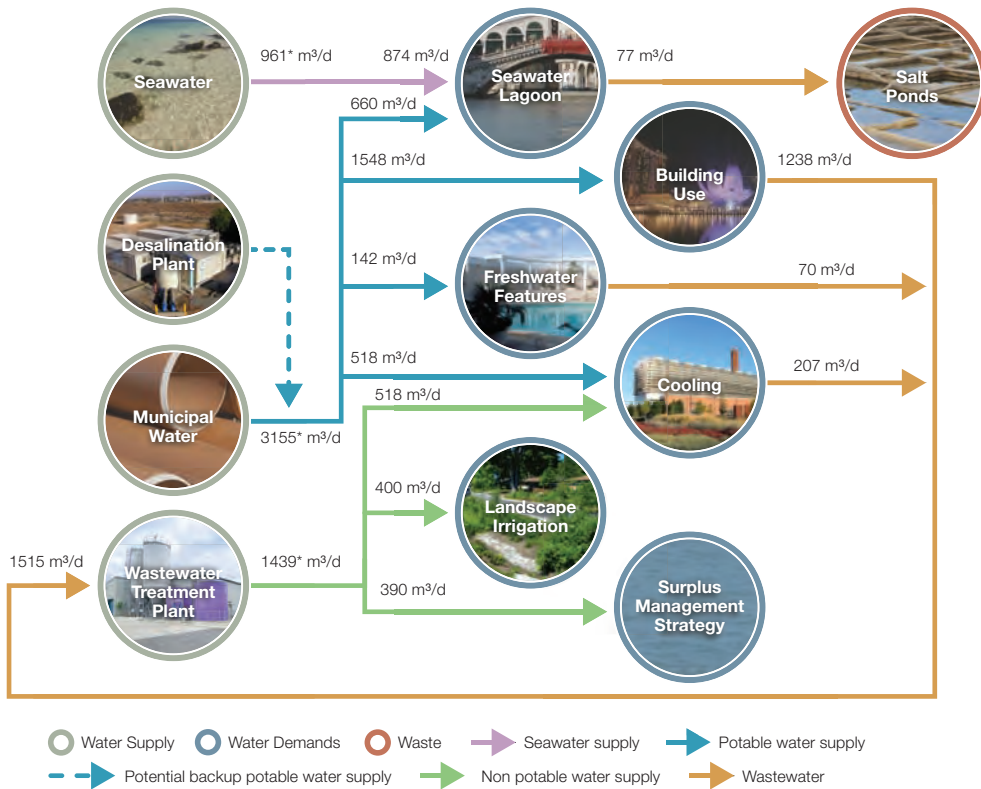 Seawater
961* m³/d
874 m³/d
Seawater
Lagoon
77 m³/d
Salt
Ponds
660 m³/d
1548 m³/d
Building
Use
1238 m³/d
Desalination
Plant
142 m³/d
Freshwater
Features
70 m³/d
518 m³/d
Cooling
207 m³/d
518 m³/d
Municipal
Water
3155* m³/d
400 m³/d
Landscape
Irrigation
1515 m³/d
Wastewater
Treatment
Plant
1439* m³/d
390 m³/d
Surplus
Management
Strategy
Water Supply
Water Demands
Waste
Seawater supply
Potable water supply
Potential backup potable water supply
Non potable water supply
Wastewater